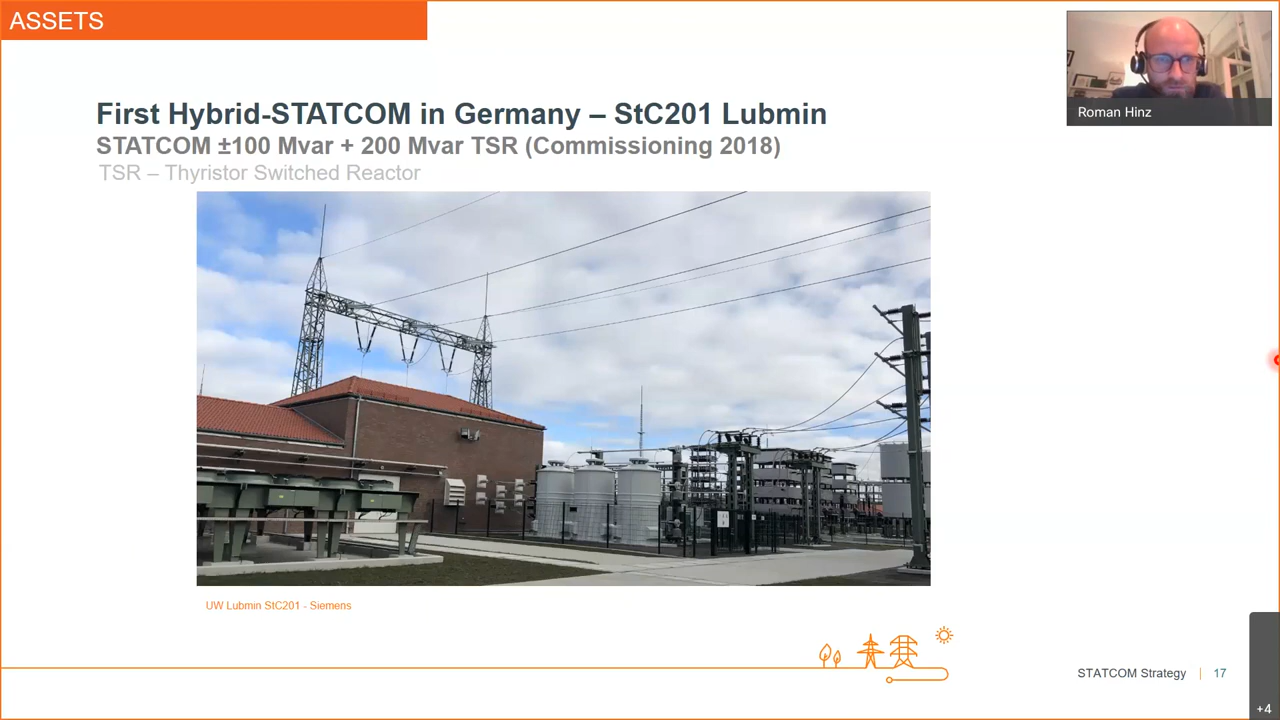 ASSETS
First Hybrid-STATCOM in Germany – StC201 Lubmin
STATCOM ±100 Mvar + 200 Mvar TSR (Commissioning 2018)
TSR – Thyristor Switched Reactor
Roman Hinz
UW Lubmin StC201 - Siemens
STATCOM Strategy | 17
+4